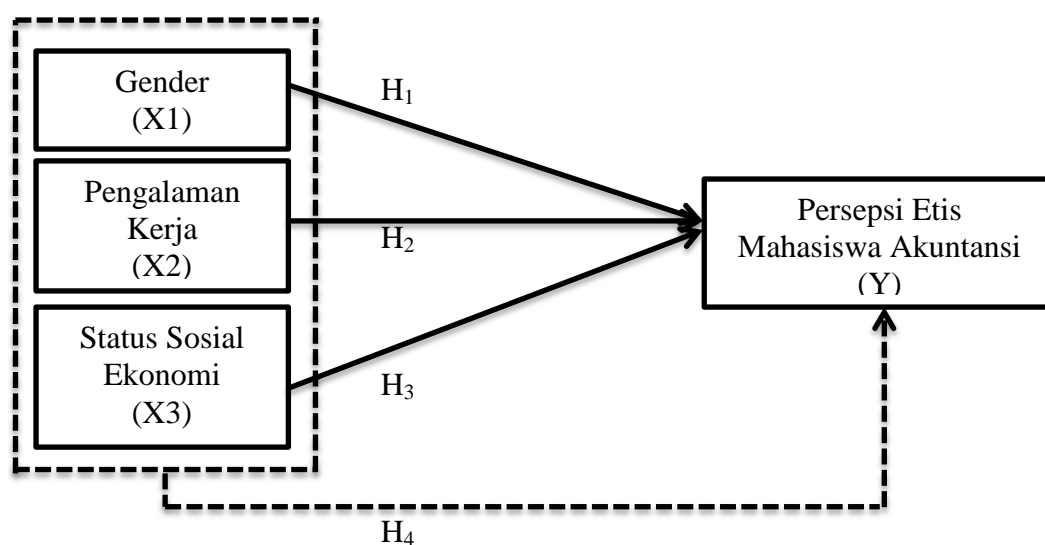 Gender
(X1)
Pengalaman
Kerja
(X2)
Status Sosial
Ekonomi
(X3)
H₁
H₂
H₃
Persepsi Etis
Mahasiswa Akuntansi
(Y)
H₄